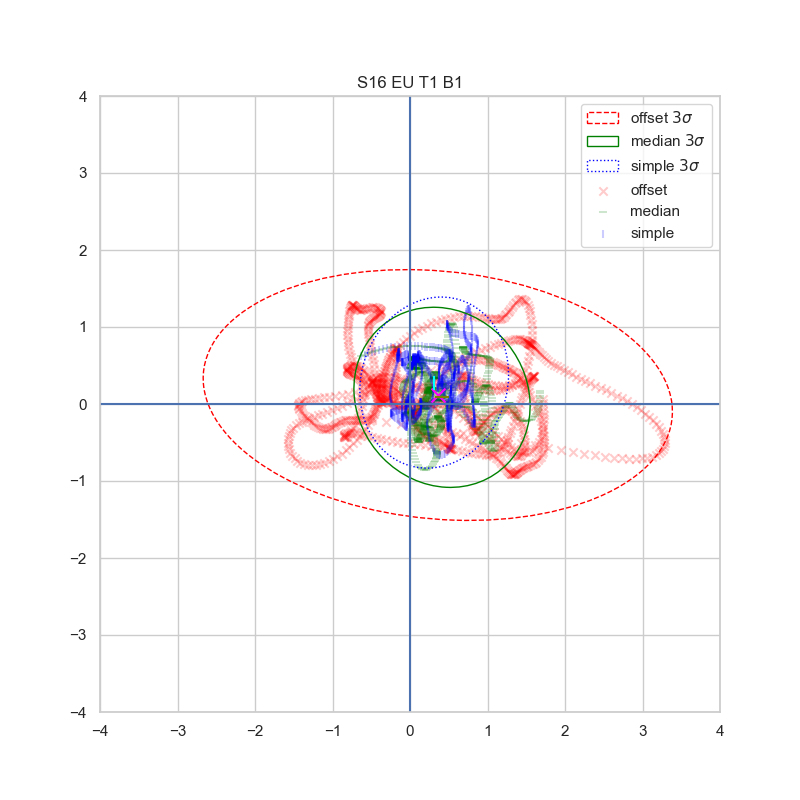 S16 EU T1 B1
offset 3σ
median 3σ
simple 3σ
offset
median
simple
4
3
2
1
0
−1
−2
−3
−4
−4 −3 −2 −1 0 1 2 3 4